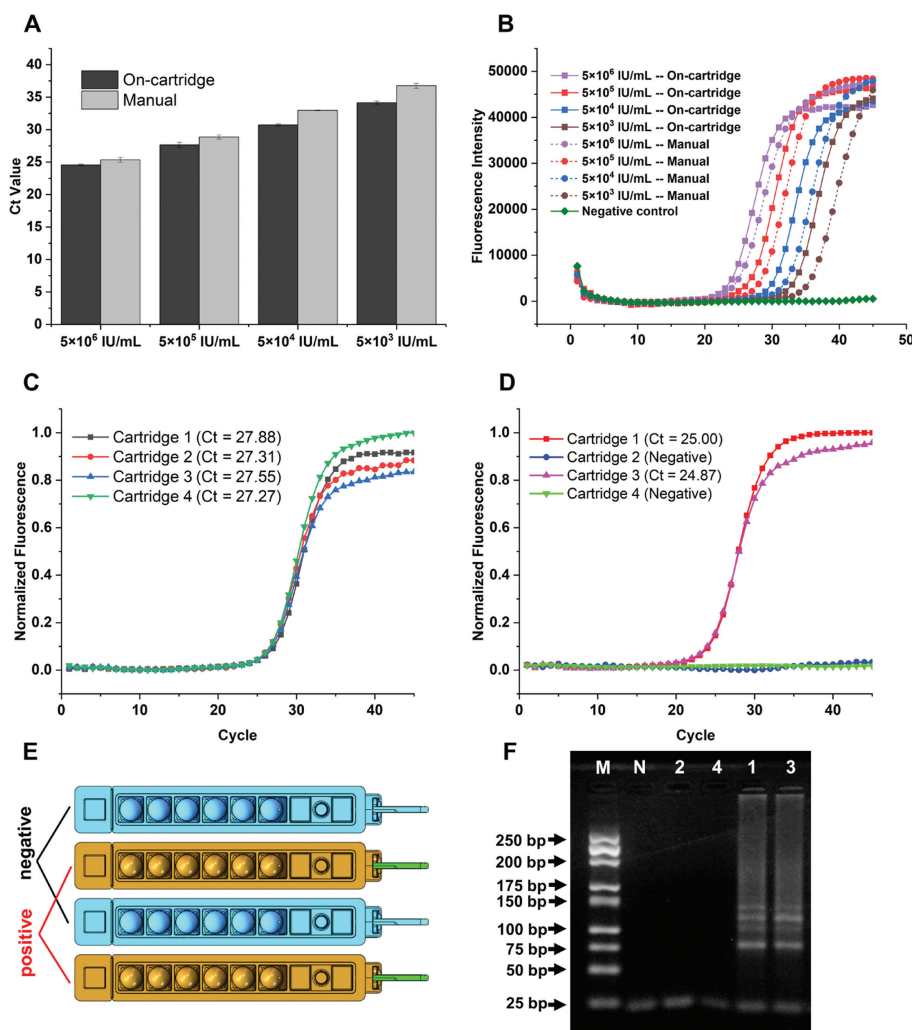 A
40
35
30
25
20
15
10
5
0
Ct Value
On-cartridge
Manual
5×10⁶ IU/mL
5×10⁵ IU/mL
5×10⁴ IU/mL
5×10³ IU/mL
B
50000
40000
30000
20000
10000
0
Fluorescence Intensity
5×10⁶ IU/mL -- On-cartridge
5×10⁵ IU/mL -- On-cartridge
5×10⁴ IU/mL -- On-cartridge
5×10³ IU/mL -- On-cartridge
5×10⁶ IU/mL -- Manual
5×10⁵ IU/mL -- Manual
5×10⁴ IU/mL -- Manual
5×10³ IU/mL -- Manual
Negative control
0 10 20 30 40 50
C
1.0
0.8
0.6
0.4
0.2
0.0
Normalized Fluorescence
Cartridge 1 (Ct = 27.88)
Cartridge 2 (Ct = 27.31)
Cartridge 3 (Ct = 27.55)
Cartridge 4 (Ct = 27.27)
0 10 20 30 40
Cycle
D
1.0
0.8
0.6
0.4
0.2
0.0
Normalized Fluorescence
Cartridge 1 (Ct = 25.00)
Cartridge 2 (Negative)
Cartridge 3 (Ct = 24.87)
Cartridge 4 (Negative)
0 10 20 30 40
Cycle
E
negative
positive
F
M N 2 4 1 3
250 bp
200 bp
175 bp
150 bp
100 bp
75 bp
50 bp
25 bp